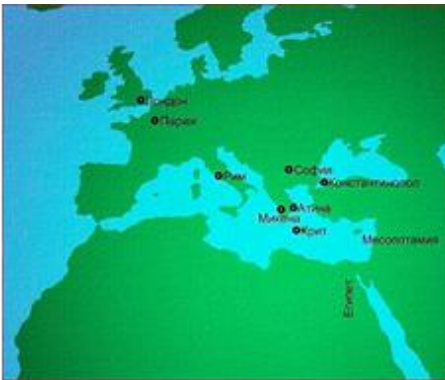 Лондон
Париж
Рим
София
Константинопол
Атина
Микена
Крит
Месопотамия
Египет